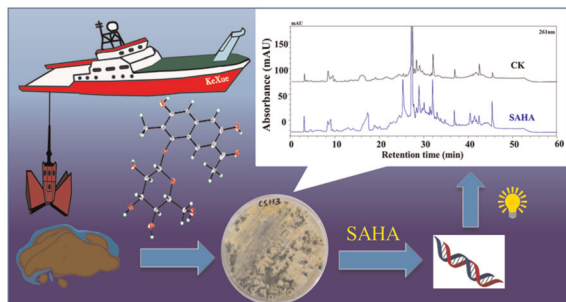 KeXue
mAU
261nm
Absorbance (mAU)
150
100
50
0
CK
SAHA
0 10 20 30 40 50 60
Retention time (min)
CSH3
SAHA